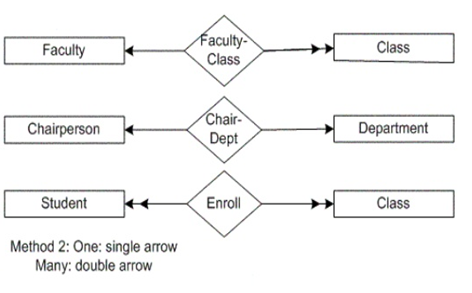 Faculty
Faculty-
Class
Class
Chairperson
Chair-
Dept
Department
Student
Enroll
Class
Method 2: One: single arrow
Many: double arrow